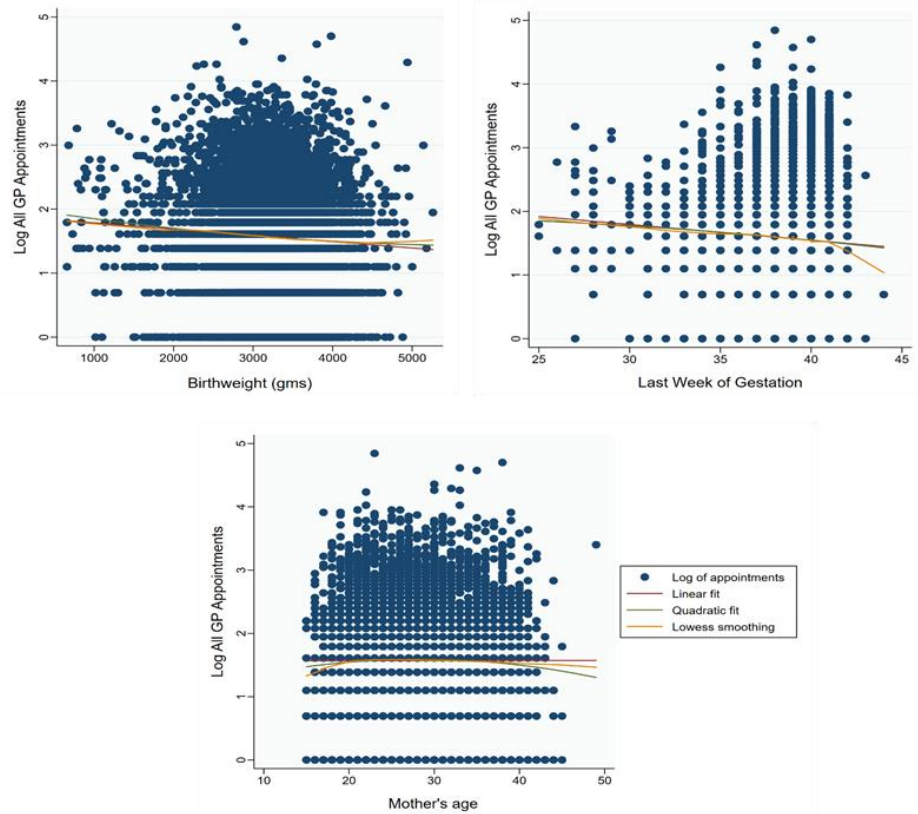 Log All GP Appointments
5
4
3
2
1
0
1000 2000 3000 4000 5000
Birthweight (gms)
Log All GP Appointments
5
4
3
2
1
0
25 30 35 40 45
Last Week of Gestation
Log All GP Appointments
5
4
3
2
1
0
10 20 30 40 50
Mother's age
Log of appointments
Linear fit
Quadratic fit
Lowess smoothing